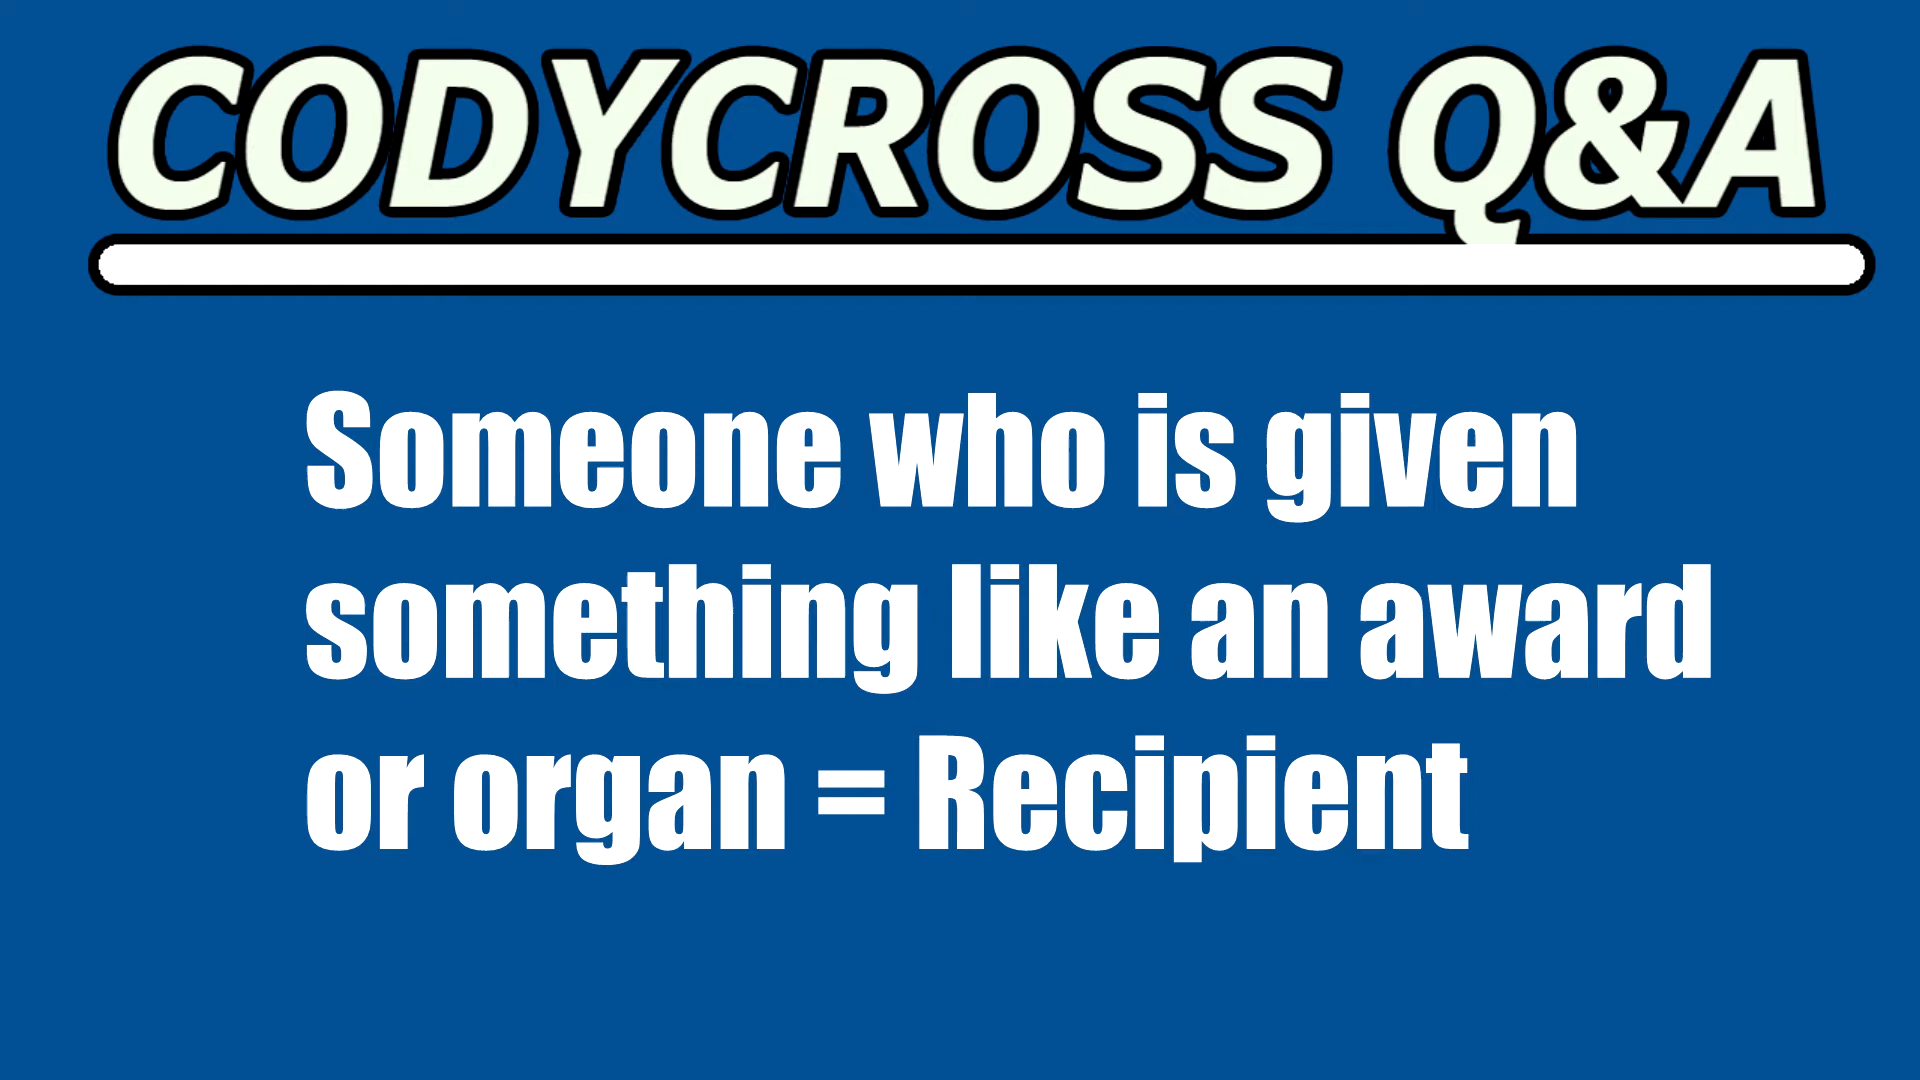 CODYCROSS Q&A
Someone who is given
something like an award
or organ = Recipient